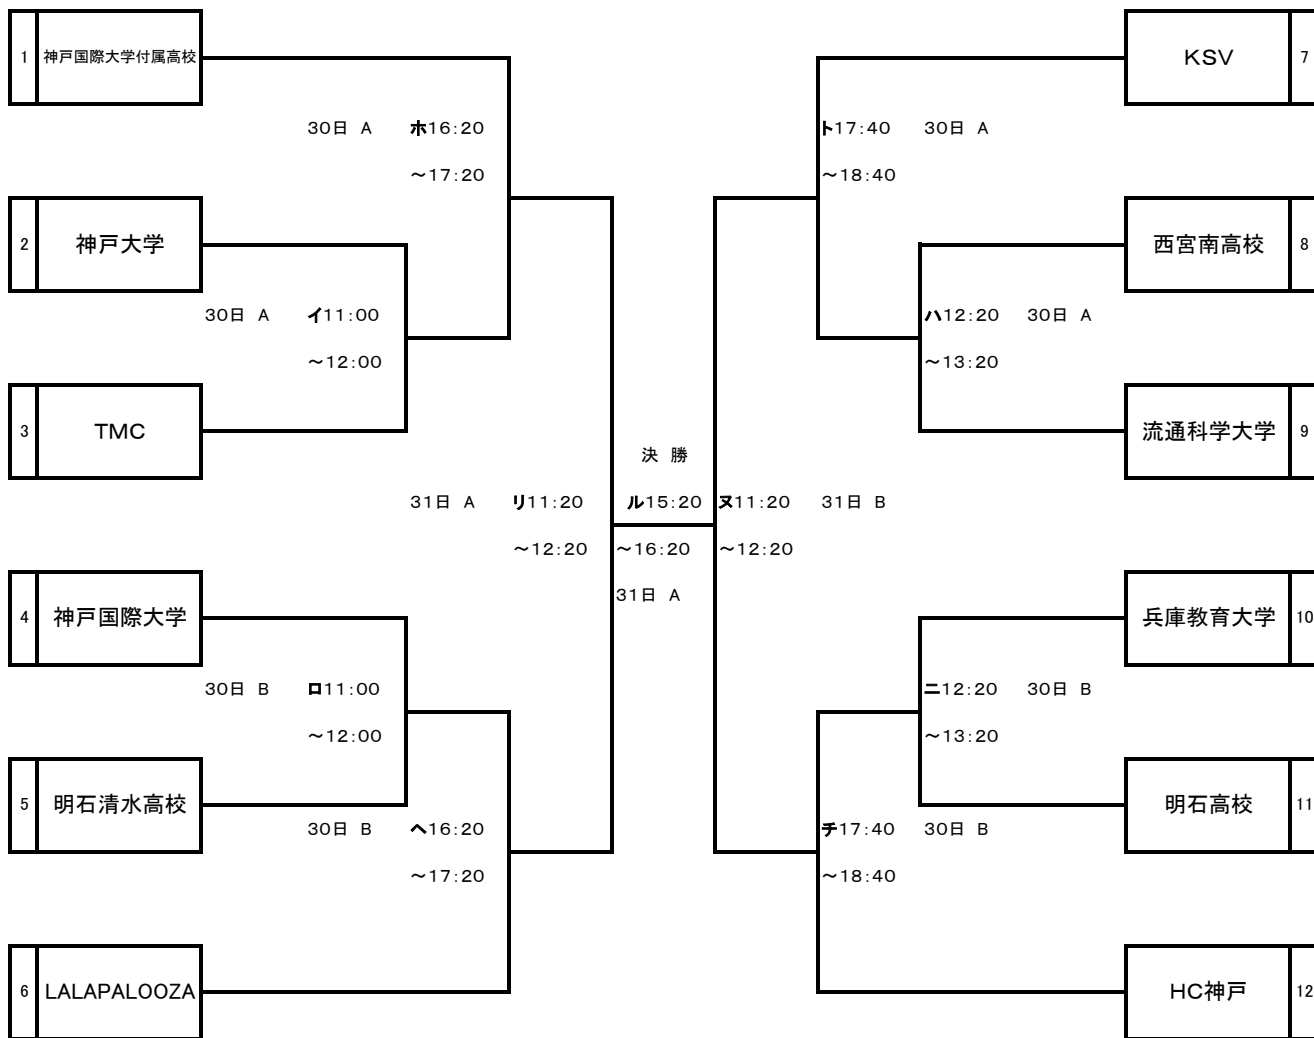 1 神戸国際大学付属高校
KSV 7
30日 A ホ16:20
ト17:40 30日 A
～17:20
～18:40
2 神戸大学
西宮南高校 8
30日 A イ11:00
ハ12:20 30日 A
～12:00
～13:20
3 TMC
流通科学大学 9
決 勝
31日 A リ11:20
ル15:20
ヌ11:20 31日 B
～12:20
～16:20
～12:20
31日 A
4 神戸国際大学
兵庫教育大学 10
30日 B ロ11:00
ニ12:20 30日 B
～12:00
～13:20
5 明石清水高校
明石高校 11
30日 B ヘ16:20
チ17:40 30日 B
～17:20
～18:40
6 LALAPALOOZA
HC神戸 12